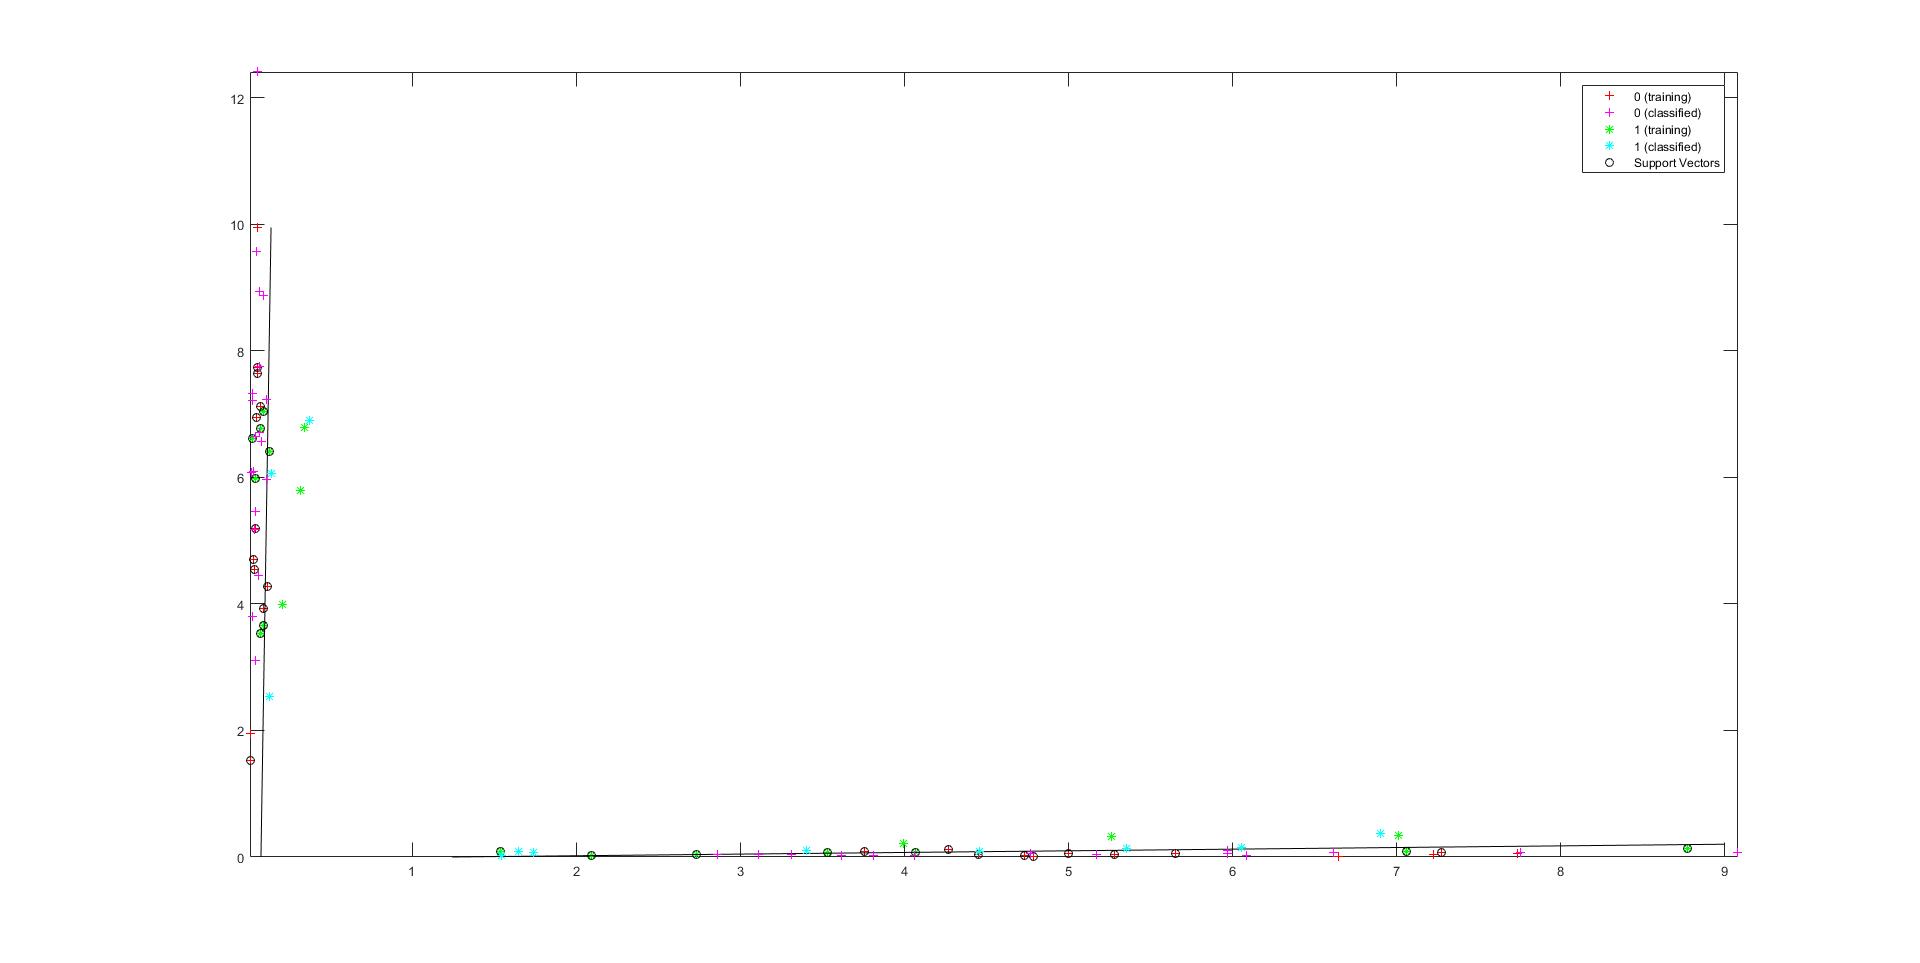 12
0 (training)
0 (classified)
1 (training)
1 (classified)
Support Vectors
10
8
6
4
2
0
1 2 3 4 5 6 7 8 9